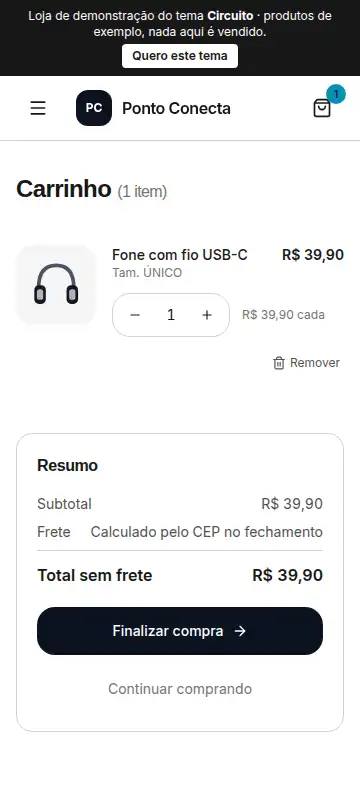 Loja de demonstração do tema Circuito · produtos de
exemplo, nada aqui é vendido.
Quero este tema
PC
Ponto Conecta
1
Carrinho (1 item)
Fone com fio USB-C
R$ 39,90
Tam. ÚNICO
− 1 +
R$ 39,90 cada
Remover
Resumo
Subtotal
R$ 39,90
Frete
Calculado pelo CEP no fechamento
Total sem frete
R$ 39,90
Finalizar compra →
Continuar comprando